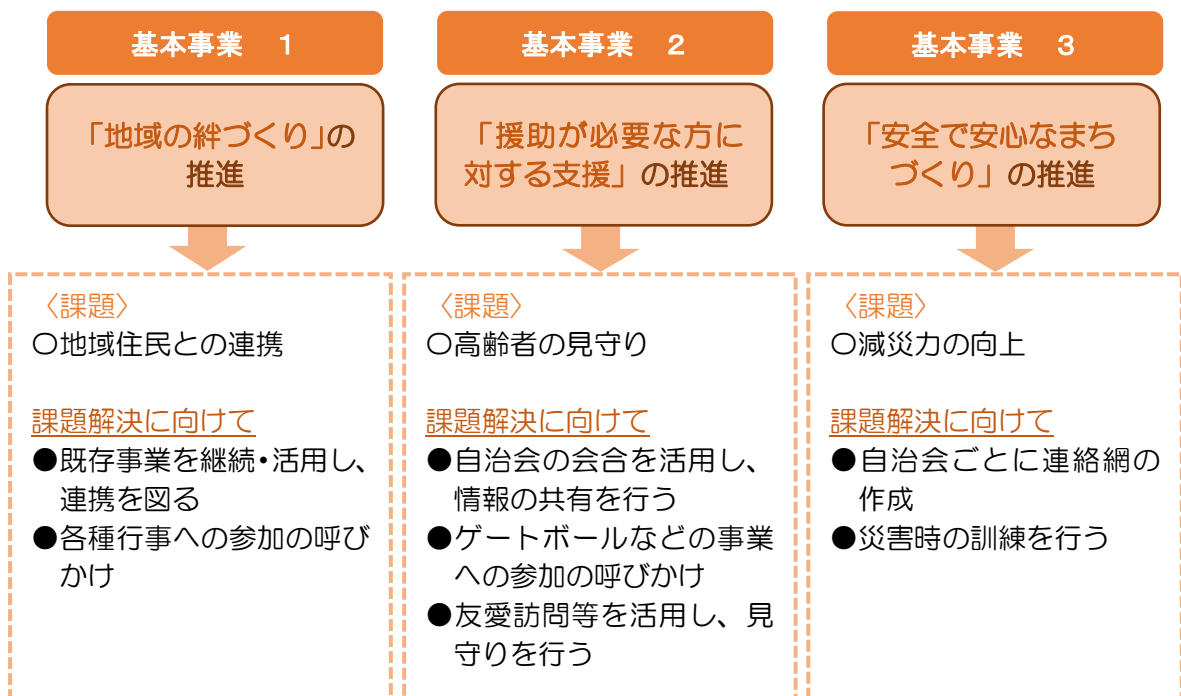 基本事業　1
「地域の絆づくり」の
推進
〈課題〉
〇地域住民との連携
課題解決に向けて
●既存事業を継続・活用し、
連携を図る
●各種行事への参加の呼び
かけ
基本事業　2
「援助が必要な方に
対する支援」の推進
〈課題〉
〇高齢者の見守り
課題解決に向けて
●自治会の会合を活用し、
情報の共有を行う
●ゲートボールなどの事業
への参加の呼びかけ
●友愛訪問等を活用し、見
守りを行う
基本事業　3
「安全で安心なまち
づくり」の推進
〈課題〉
〇減災力の向上
課題解決に向けて
●自治会ごとに連絡網の
作成
●災害時の訓練を行う